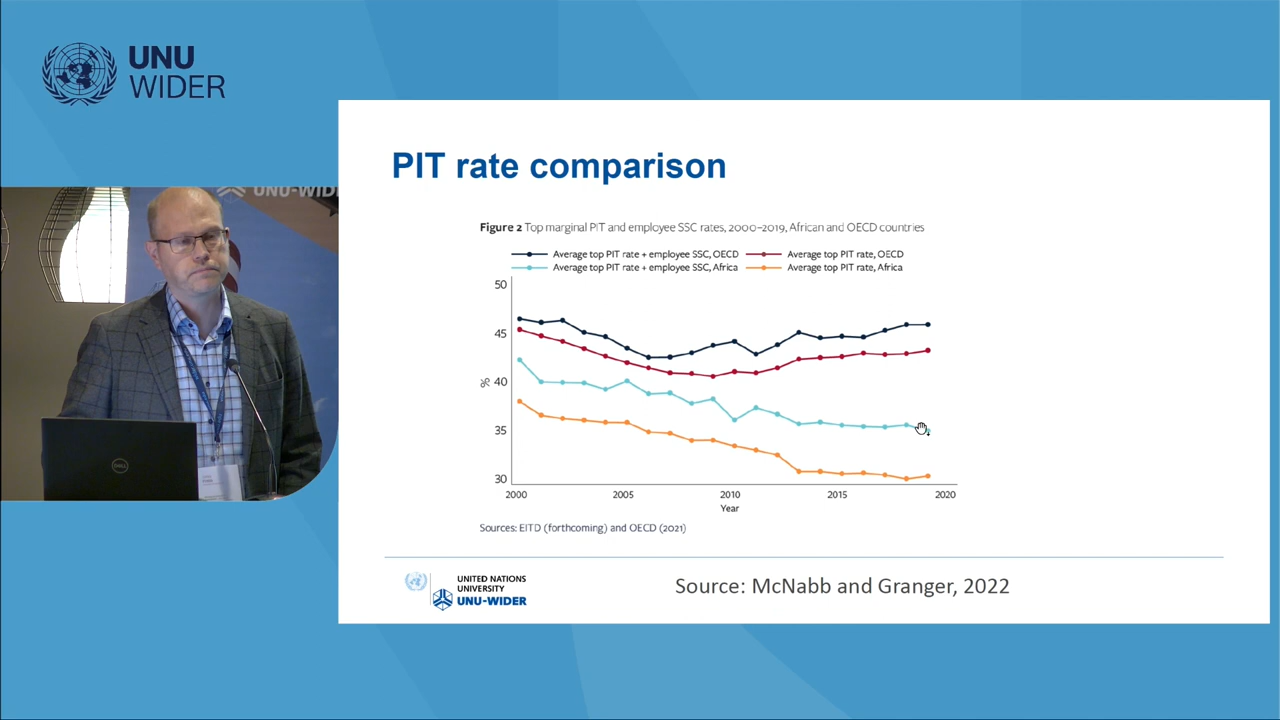 UNU
WIDER
UNU-WID
DELL
PIT rate comparison
Figure 2 Top marginal PIT and employee SSC rates, 2000–2019, African and OECD countries
Average top PIT rate + employee SSC, OECD
Average top PIT rate, OECD
Average top PIT rate + employee SSC, Africa
Average top PIT rate, Africa
50
45
40
35
30
%
2000
2005
2010
2015
2020
Year
Sources: EITD (forthcoming) and OECD (2021)
UNITED NATIONS
UNIVERSITY
UNU-WIDER
Source: McNabb and Granger, 2022